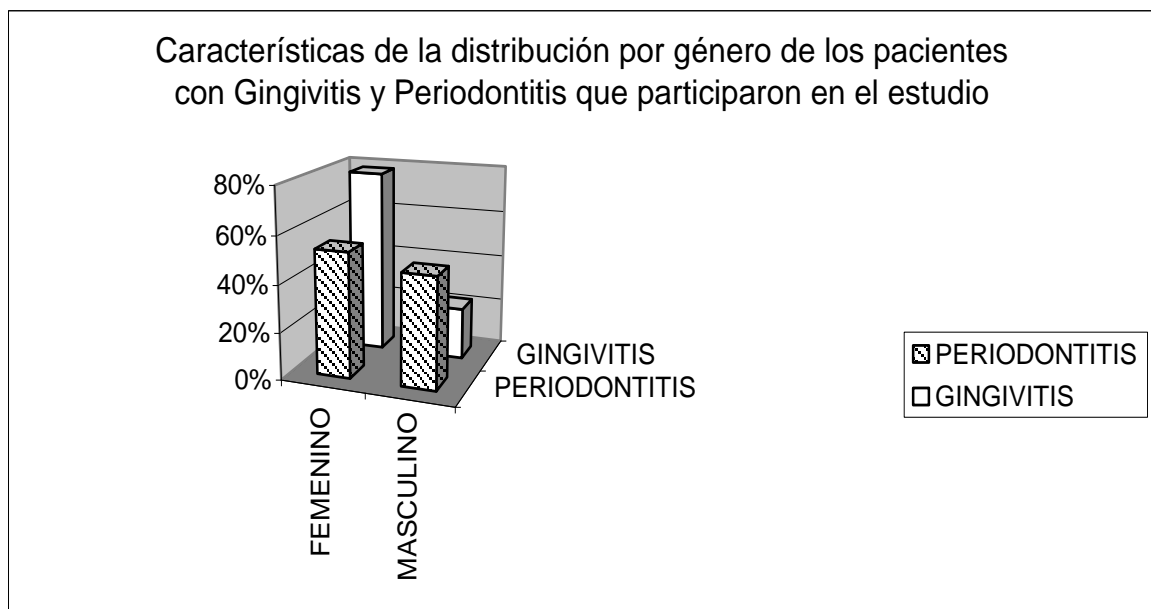 Características de la distribución por género de los pacientes
con Gingivitis y Periodontitis que participaron en el estudio
80%
60%
40%
20%
0%
GINGIVITIS
PERIODONTITIS
FEMENINO
MASCULINO
PERIODONTITIS
GINGIVITIS